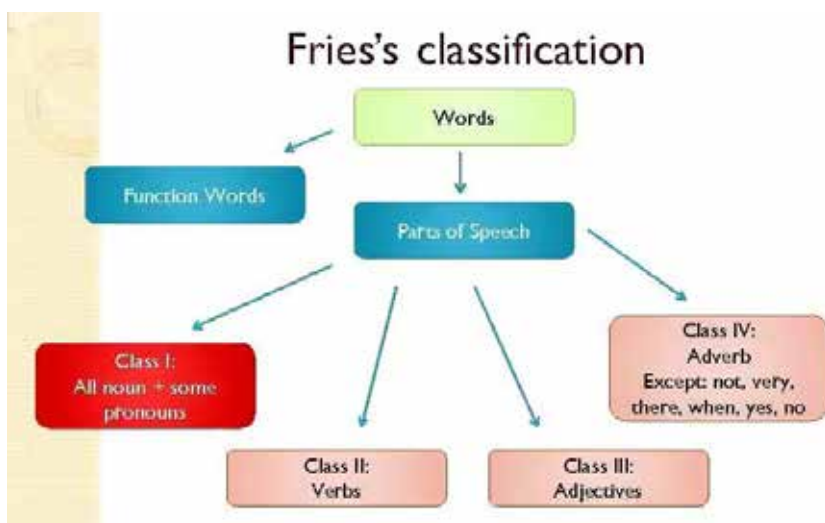 Fries's classification
Words
Function Words
Parts of Speech
Class I:
All noun + some
pronouns
Class II:
Verbs
Class III:
Adjectives
Class IV:
Adverb
Except: not, very,
there, when, yes, no